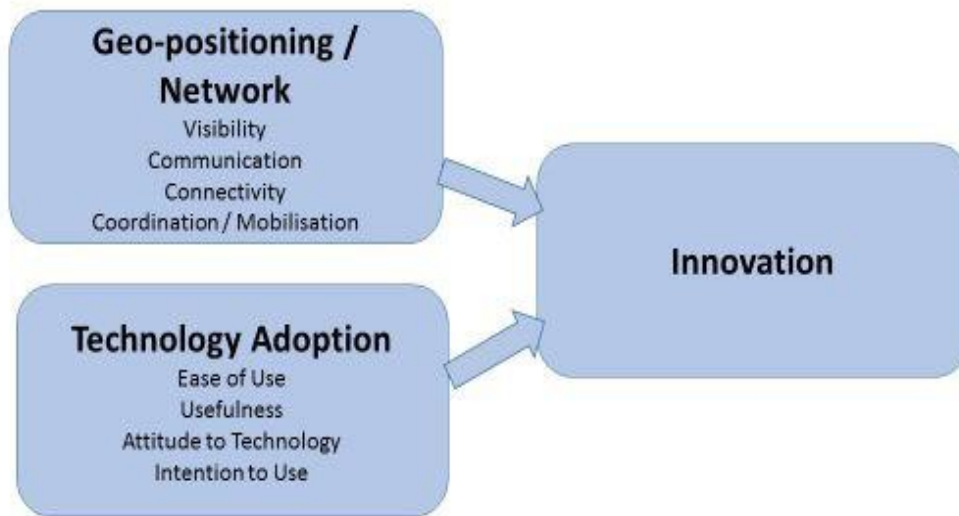 Geo-positioning /
Network
Visibility
Communication
Connectivity
Coordination / Mobilisation
Innovation
Technology Adoption
Ease of Use
Usefulness
Attitude to Technology
Intention to Use